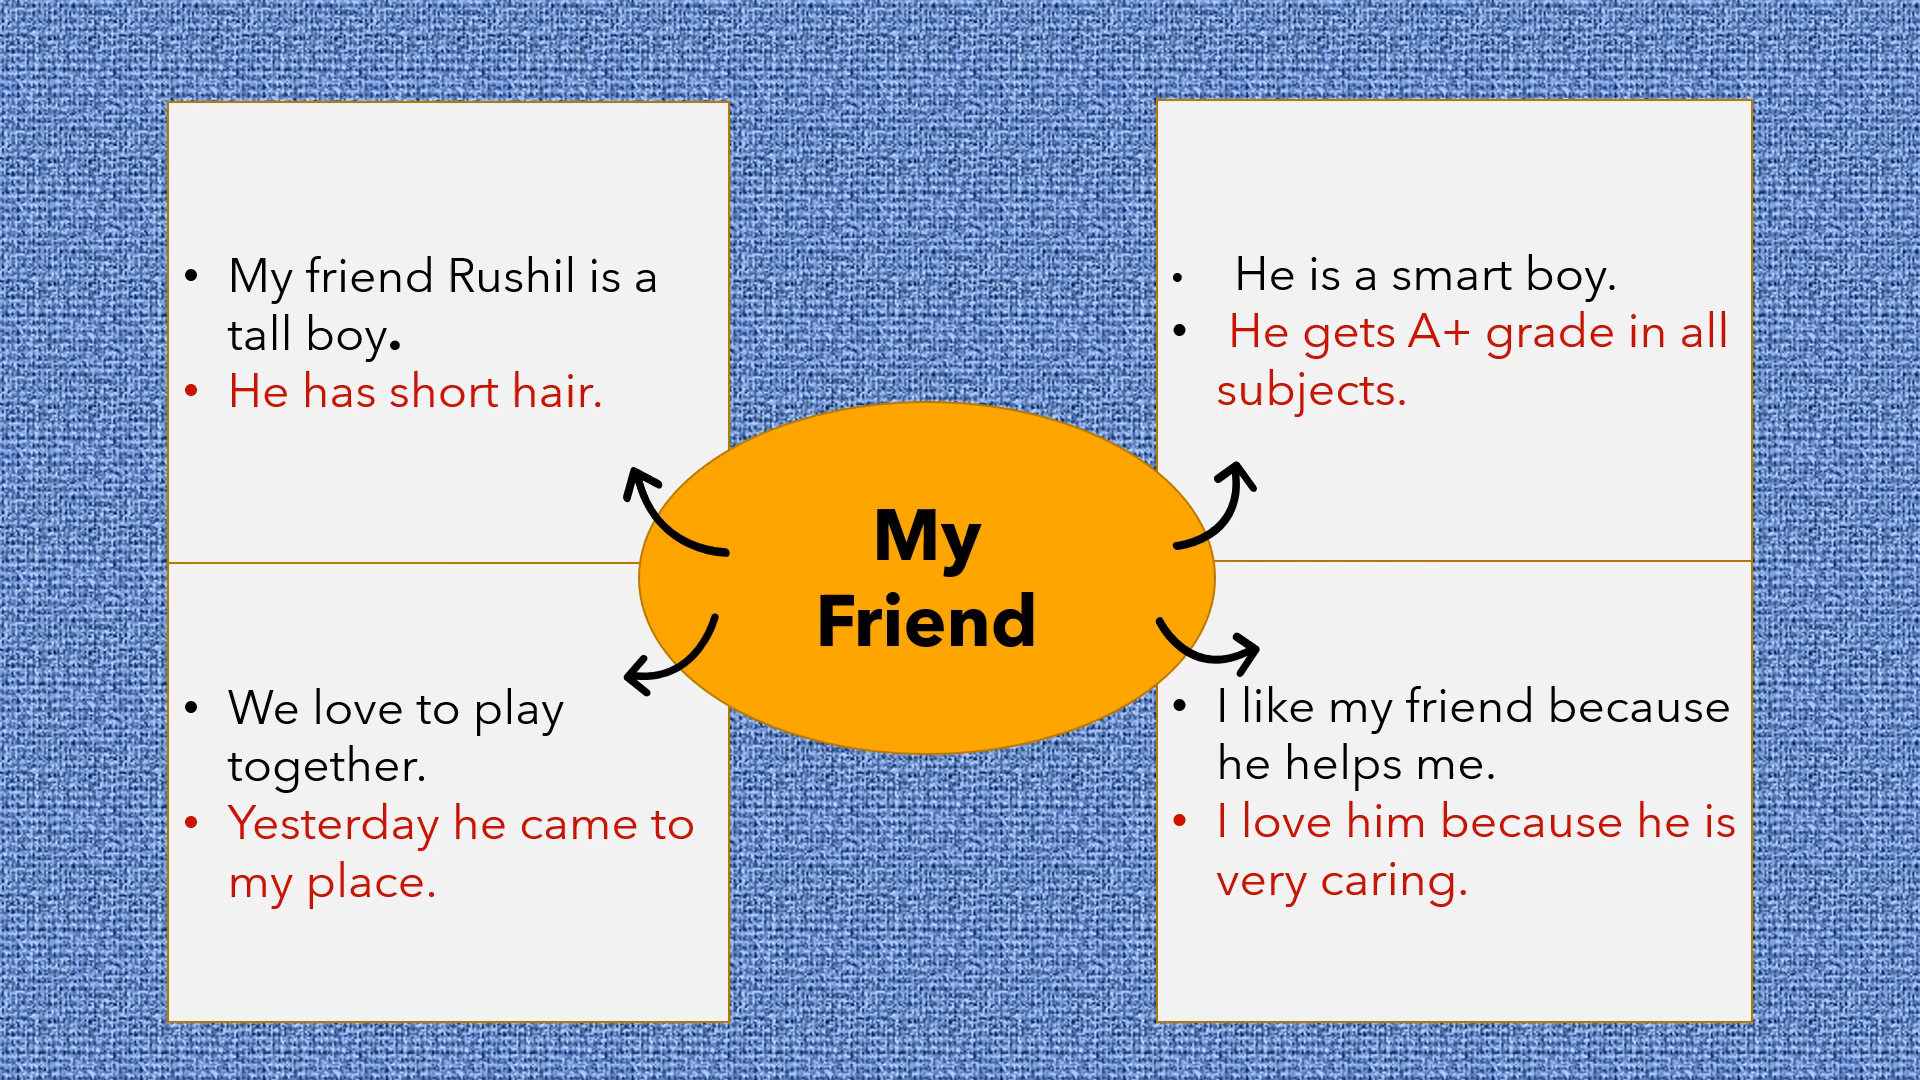 • My friend Rushil is a
tall boy.
• He has short hair.
• He is a smart boy.
• He gets A+ grade in all
subjects.
My
Friend
• We love to play
together.
• Yesterday he came to
my place.
• I like my friend because
he helps me.
• I love him because he is
very caring.